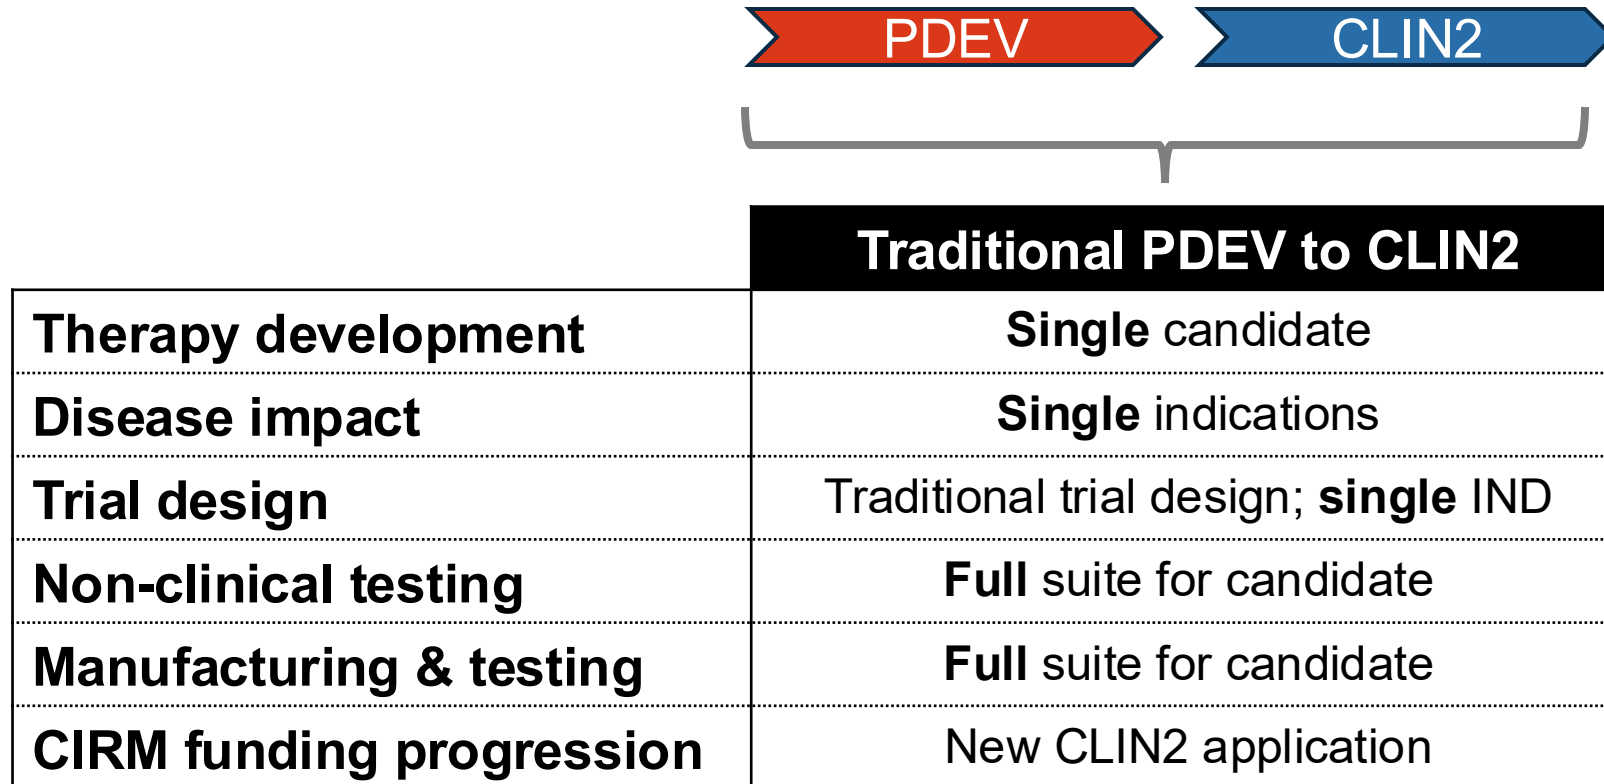 PDEV CLIN2
Traditional PDEV to CLIN2
Therapy development Single candidate
Disease impact Single indications
Trial design Traditional trial design; single IND
Non-clinical testing Full suite for candidate
Manufacturing & testing Full suite for candidate
CIRM funding progression New CLIN2 application